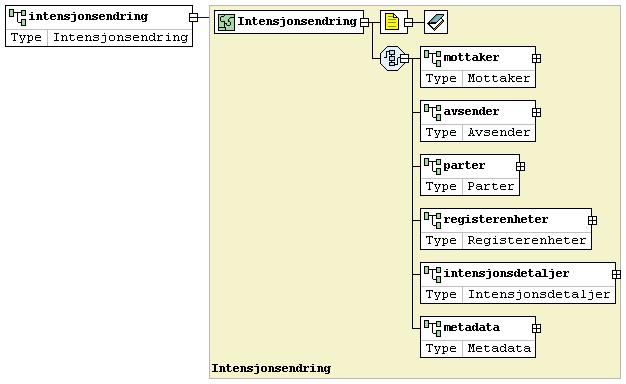 intensjonsendring
Type Intensjonsendring
Intensjonsendring
mottaker
Type Mottaker
avsender
Type Avsender
parter
Type Parter
registerenheter
Type Registerenheter
intensjonsdetaljer
Type Intensjonsdetaljer
metadata
Type Metadata
Intensjonsendring